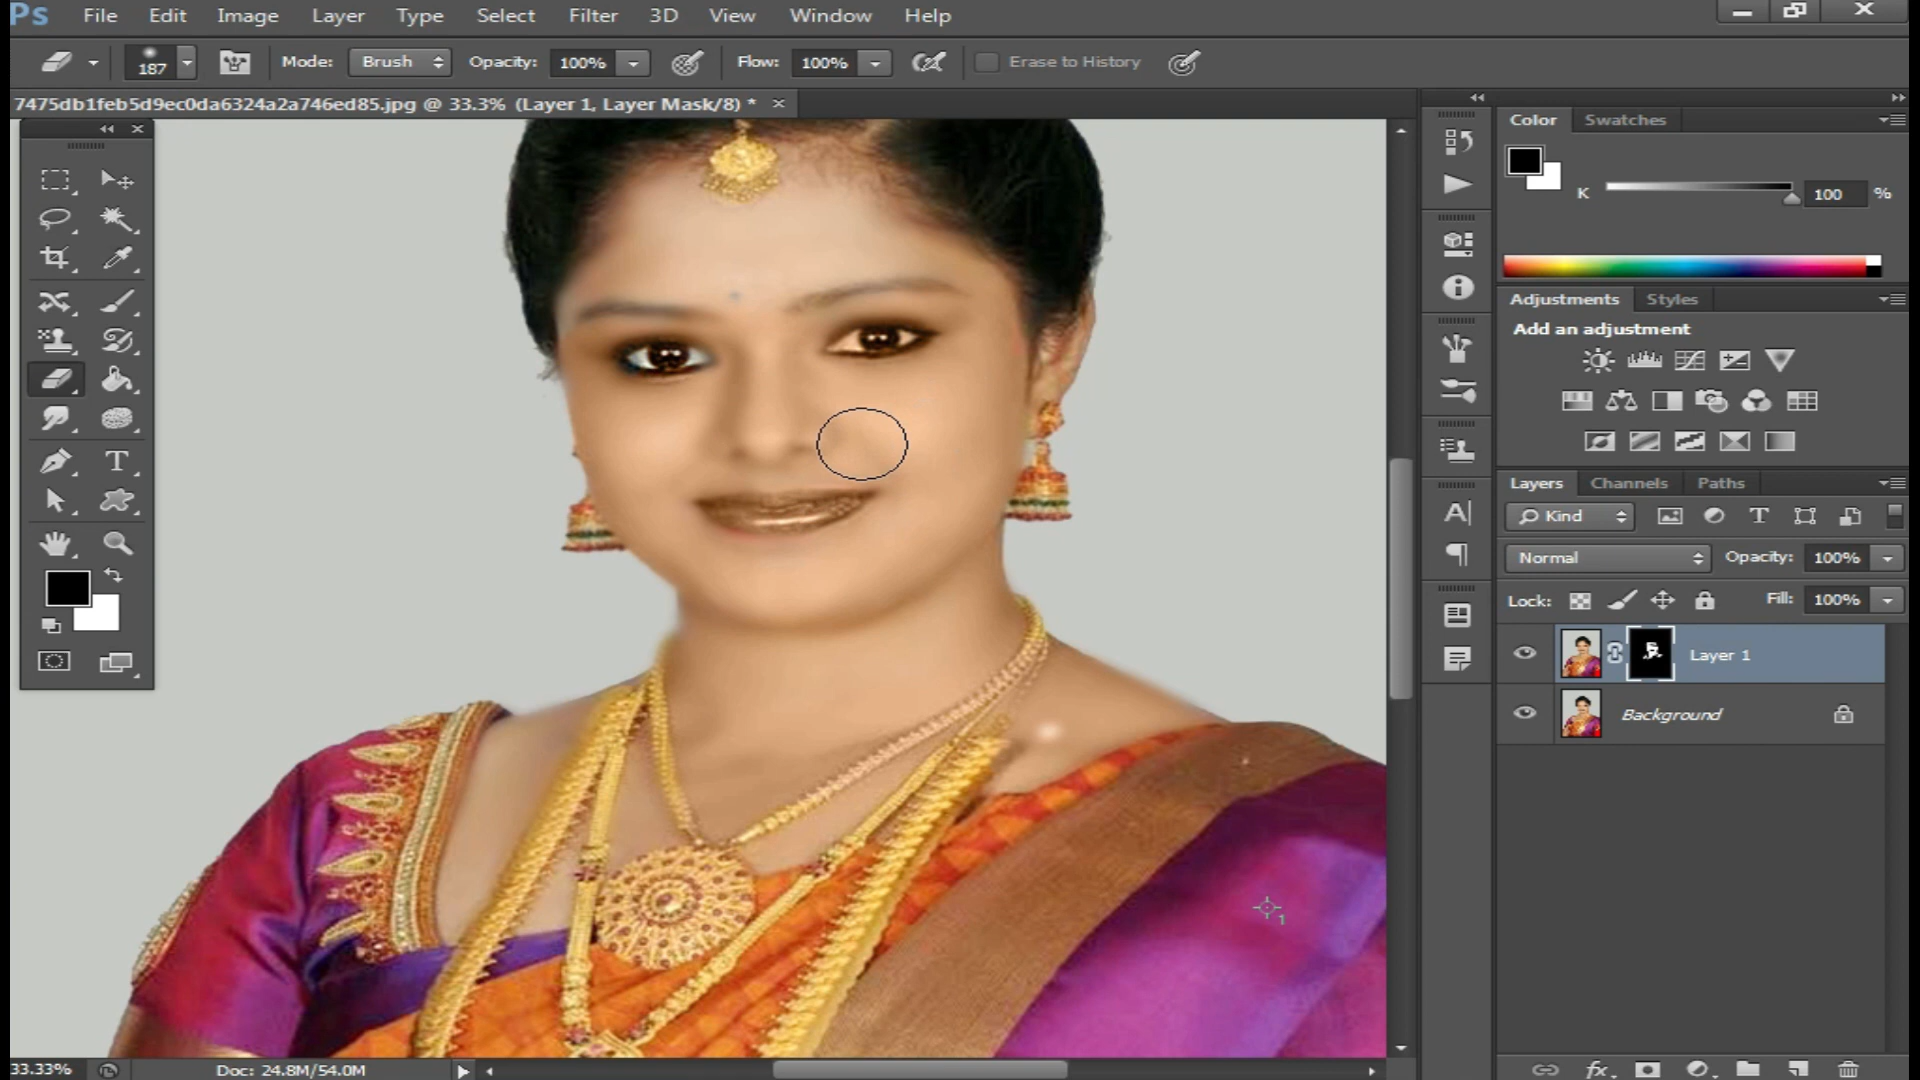 Ps File Edit Image Layer Type Select Filter 3D View Window Help
187 Mode: Brush Opacity: 100% Flow: 100% Erase to History
7475db1feb5d9ec0da6324a2a746ed85.jpg @ 33.3% (Layer 1, Layer Mask/8) * ×
Color Swatches
K 100 %
Adjustments Styles
Add an adjustment
Layers Channels Paths
Kind
Normal Opacity: 100%
Lock: Fill: 100%
Layer 1
Background
1
33.33% Doc: 24.8M/54.0M